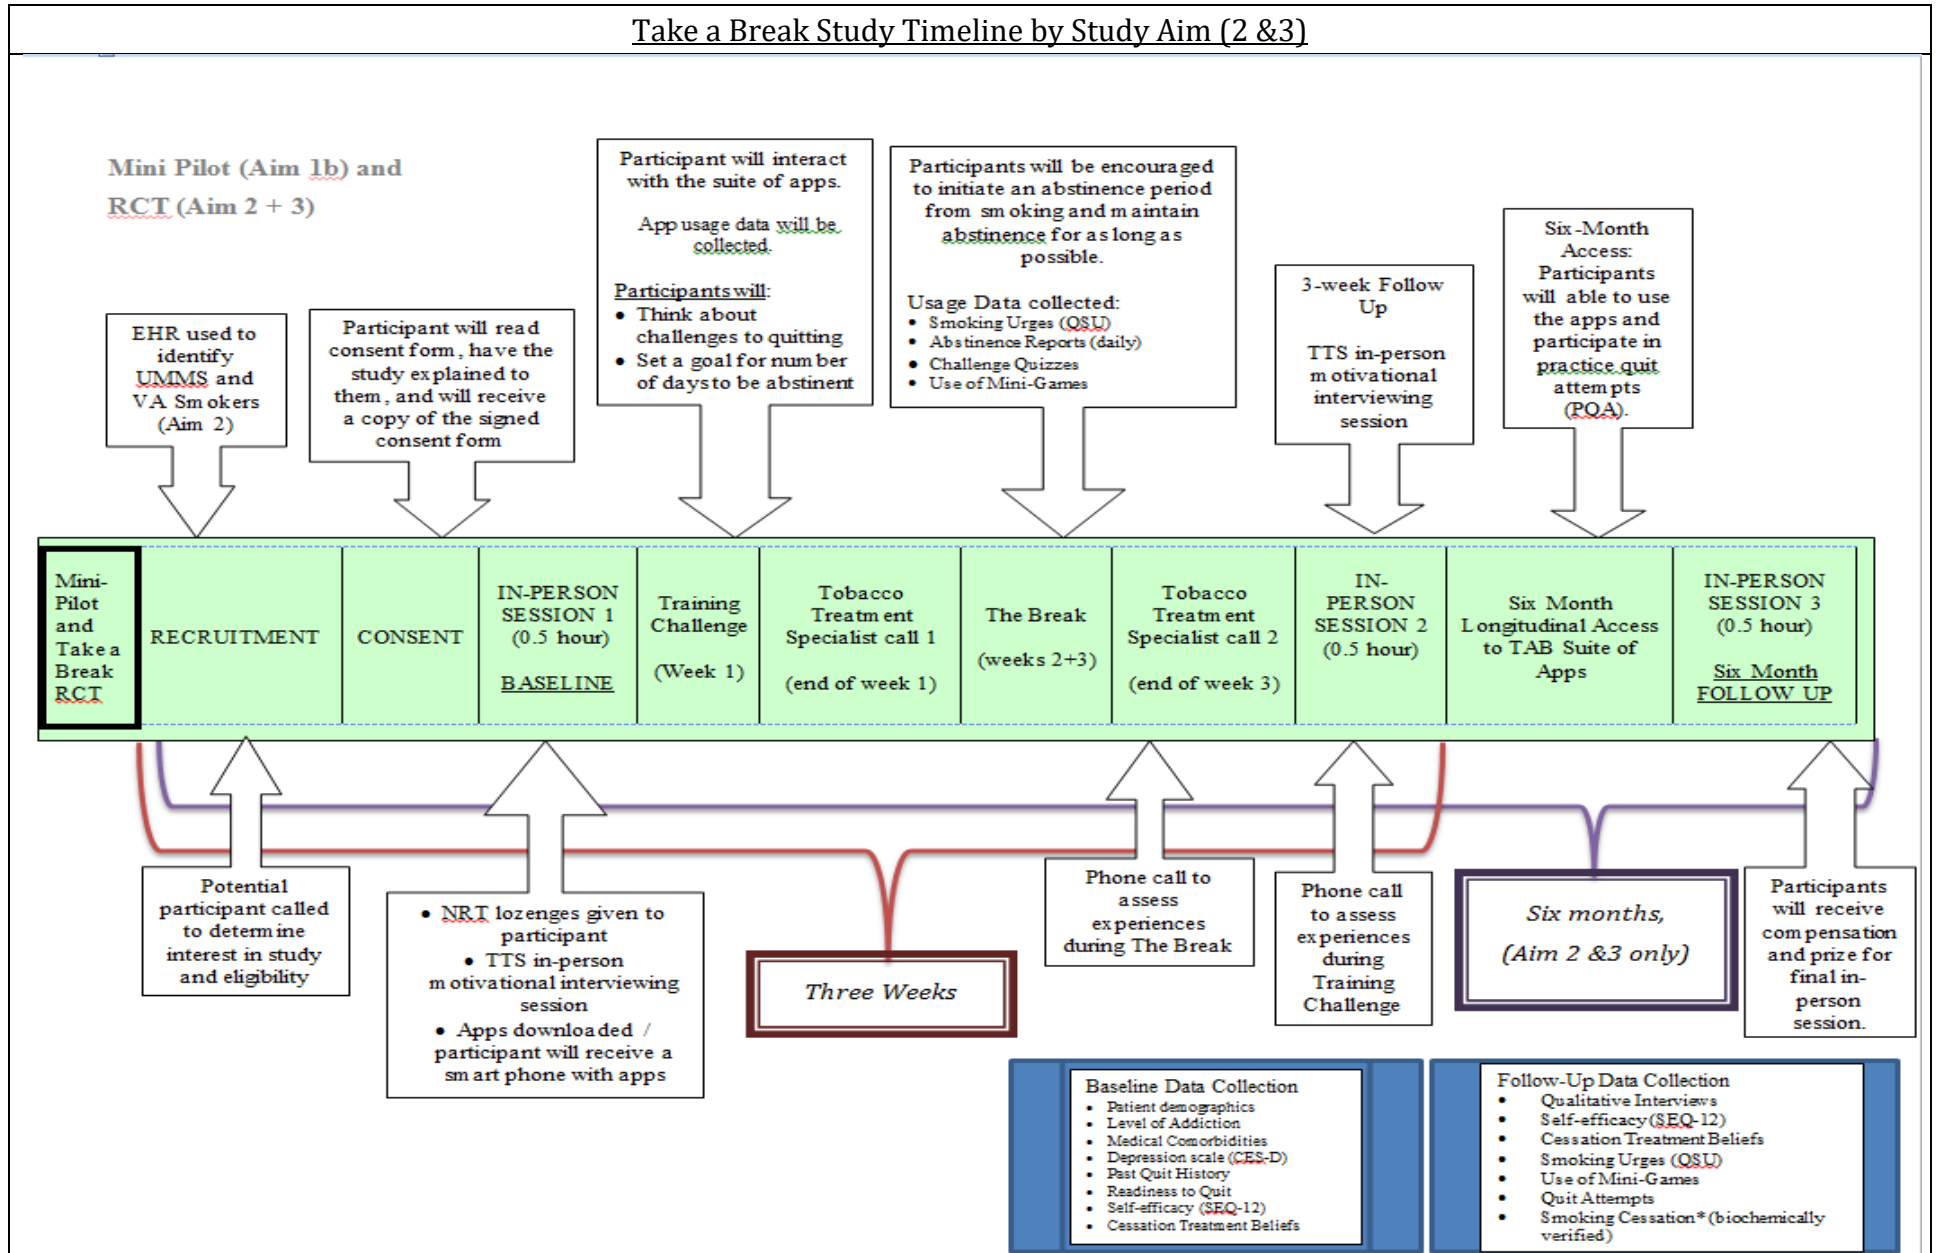 Take a Break Study Timeline by Study Aim (2 &3)
Mini Pilot (Aim 1b) and
RCT (Aim 2 + 3)
EHR used to
identify
UMMS and
VA Smokers
(Aim 2)
Participant will read
consent form, have the
study explained to
them, and will receive
a copy of the signed
consent form
Participant will interact
with the suite of apps.
App usage data will be
collected.
Participants will:
• Think about
challenges to quitting
• Set a goal for number
of days to be abstinent
Participants will be encouraged
to initiate an abstinence period
from smoking and maintain
abstinence for as long as
possible.
Usage Data collected:
• Smoking Urges (QSU)
• Abstinence Reports (daily)
• Challenge Quizzes
• Use of Mini-Games
3-week Follow
Up
TTS in-person
motivational
interviewing
session
Six-Month
Access:
Participants
will able to use
the apps and
participate in
practice quit
attempts
(PQA).
Mini-
Pilot
and
Take a
Break
RCT
RECRUITMENT
CONSENT
IN-PERSON
SESSION 1
(0.5 hour)
BASELINE
Training
Challenge
(Week 1)
Tobacco
Treatment
Specialist call 1
(end of week 1)
The Break
(weeks 2+3)
Tobacco
Treatment
Specialist call 2
(end of week 3)
IN-
PERSON
SESSION 2
(0.5 hour)
Six Month
Longitudinal Access
to TAB Suite of
Apps
IN-PERSON
SESSION 3
(0.5 hour)
Six Month
FOLLOW UP
Potential
participant called
to determine
interest in study
and eligibility
• NRT lozenges given to
participant
• TTS in-person
motivational interviewing
session
• Apps downloaded /
participant will receive a
smart phone with apps
Three Weeks
Phone call to
assess
experiences
during The Break
Phone call
to assess
experiences
during
Training
Challenge
Six months,
(Aim 2 &3 only)
Participants
will receive
compensation
and prize for
final in-
person
session.
Baseline Data Collection
• Patient demographics
• Level of Addiction
• Medical Comorbidities
• Depression scale (CES-D)
• Past Quit History
• Readiness to Quit
• Self-efficacy (SEQ-12)
• Cessation Treatment Beliefs
Follow-Up Data Collection
• Qualitative Interviews
• Self-efficacy (SEQ-12)
• Cessation Treatment Beliefs
• Smoking Urges (QSU)
• Use of Mini-Games
• Quit Attempts
• Smoking Cessation* (biochemically
verified)